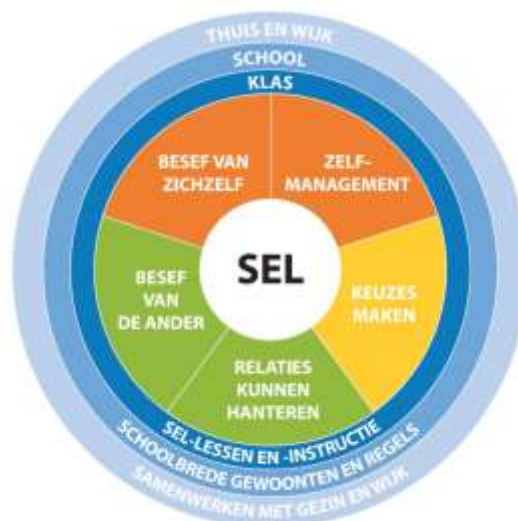 THUIS EN WIJK
SCHOOL
KLAS
BESEF VAN
ZICHZELF
ZELF-
MANAGEMENT
SEL
BESEF
VAN
DE ANDER
KEUZES
MAKEN
RELATIES
KUNNEN
HANTEREN
SEL-LESSEN EN -INSTRUCTIE
SCHOOLBREDE GEWOONTEN EN REGELS
SAMENWERKEN MET GEZIN EN WIJK